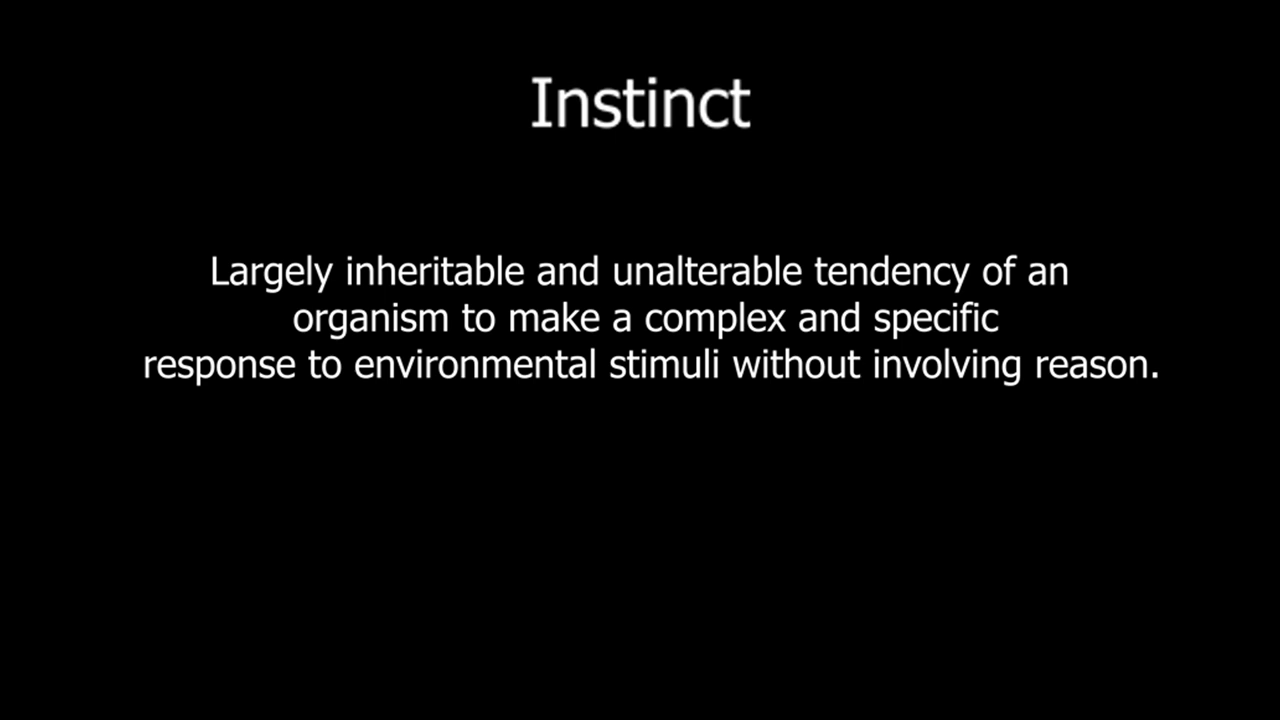 Instinct
Largely inheritable and unalterable tendency of an
organism to make a complex and specific
response to environmental stimuli without involving reason.